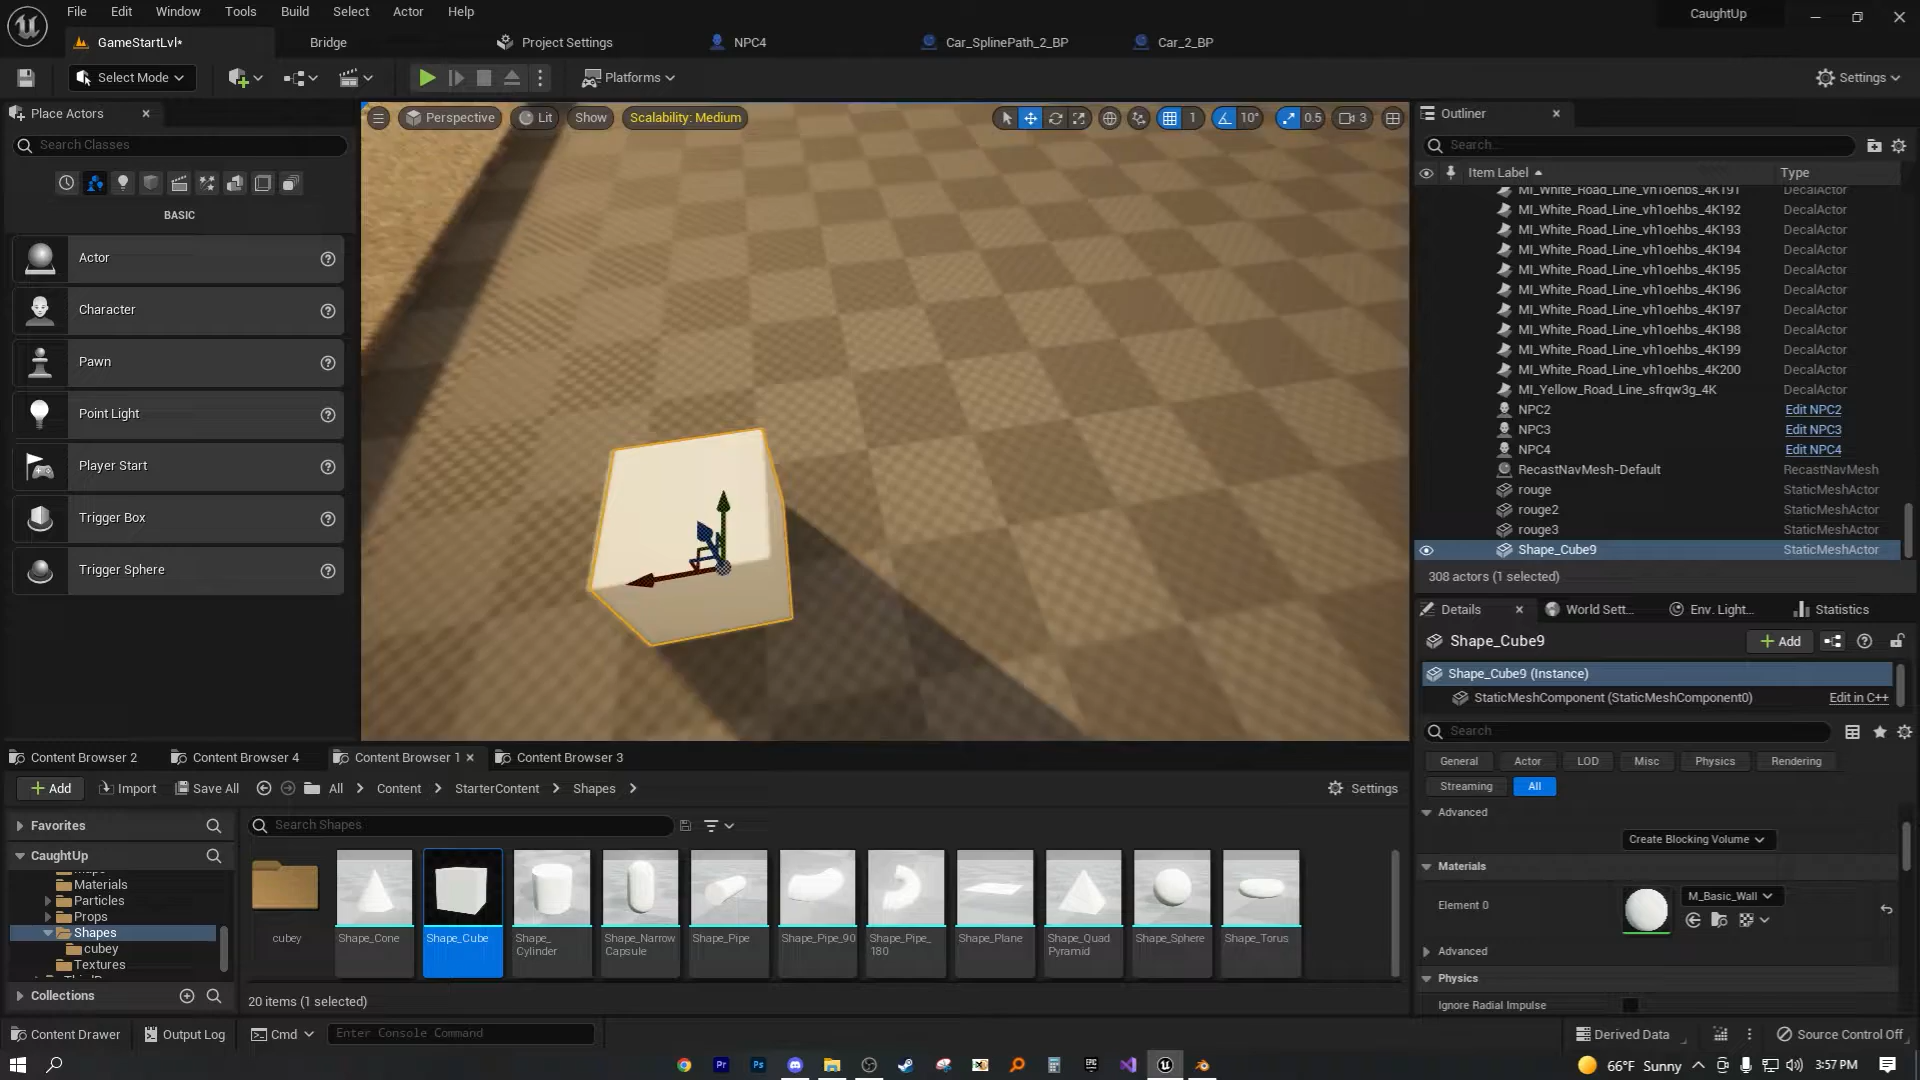 File Edit Window Tools Build Select Actor Help
CaughtUp
GameStartLvl*
Bridge
Project Settings
NPC4
Car_SplinePath_2_BP
Car_2_BP
Select Mode
Platforms
Settings
Place Actors
Search Classes
BASIC
Actor
Character
Pawn
Point Light
Player Start
Trigger Box
Trigger Sphere
Perspective
Lit
Show
Scalability: Medium
1
10°
0.5
3
Outliner
Search...
Item Label
Type
MI_White_Road_Line_vh1oehbs_4K191 DecalActor
MI_White_Road_Line_vh1oehbs_4K192 DecalActor
MI_White_Road_Line_vh1oehbs_4K193 DecalActor
MI_White_Road_Line_vh1oehbs_4K194 DecalActor
MI_White_Road_Line_vh1oehbs_4K195 DecalActor
MI_White_Road_Line_vh1oehbs_4K196 DecalActor
MI_White_Road_Line_vh1oehbs_4K197 DecalActor
MI_White_Road_Line_vh1oehbs_4K198 DecalActor
MI_White_Road_Line_vh1oehbs_4K199 DecalActor
MI_White_Road_Line_vh1oehbs_4K200 DecalActor
MI_Yellow_Road_Line_sfrqw3g_4K DecalActor
NPC2 Edit NPC2
NPC3 Edit NPC3
NPC4 Edit NPC4
RecastNavMesh-Default RecastNavMesh
rouge StaticMeshActor
rouge2 StaticMeshActor
rouge3 StaticMeshActor
Shape_Cube9 StaticMeshActor
308 actors (1 selected)
Details
World Sett...
Env. Light...
Statistics
Shape_Cube9
Add
Shape_Cube9 (Instance)
StaticMeshComponent (StaticMeshComponent0) Edit in C++
Search
General Actor LOD Misc Physics Rendering
Streaming All
Advanced
Create Blocking Volume
Materials
Element 0
M_Basic_Wall
Advanced
Physics
Ignore Radial Impulse
Content Browser 2
Content Browser 4
Content Browser 1
Content Browser 3
Add Import Save All
All Content StarterContent Shapes
Settings
Favorites
CaughtUp
Materials
Particles
Props
Shapes
cubey
Textures
Collections
Search Shapes
cubey
Shape_Cone
Shape_Cube
Shape_
Cylinder
Shape_Narrow
Capsule
Shape_Pipe
Shape_Pipe_90
Shape_Pipe_
180
Shape_Plane
Shape_Quad
Pyramid
Shape_Sphere
Shape_Torus
20 items (1 selected)
Content Drawer
Output Log
Cmd
Enter Console Command
Derived Data
Source Control Off
66°F Sunny
3:57 PM